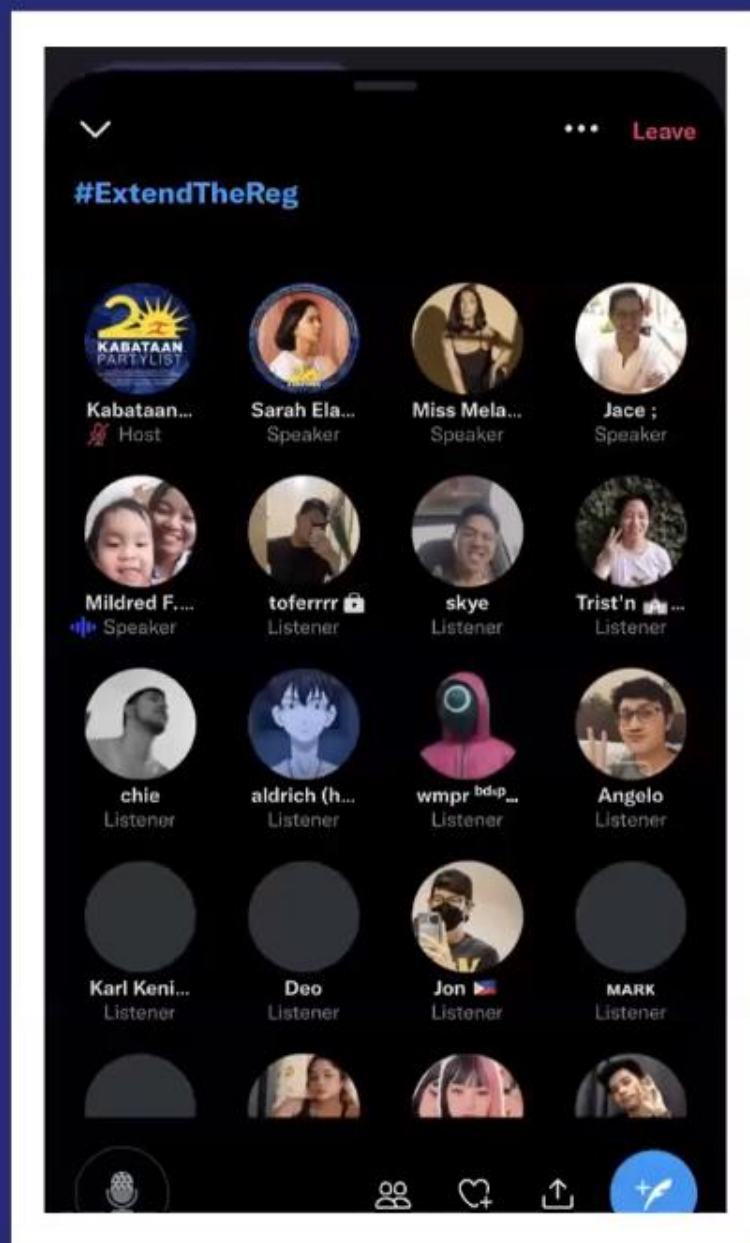 Leave
#ExtendTheReg
2
KABATAAN
PARTYLIST
Kabataan... Sarah Ela... Miss Mela... Jace ;
Host Speaker Speaker Speaker
Mildred F.... toferrrr skye Trist'n ...
Speaker Listener Listener Listener
chie aldrich (h... wmpr ... Angelo
Listener Listener Listener Listener
Karl Keni... Deo Jon 🇵🇭 ᴍᴀʀᴋ
Listener Listener Listener Listener